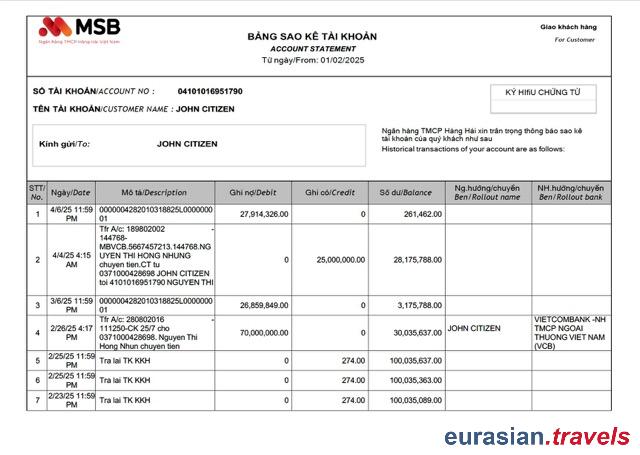 MSB
Ngân hàng TMCP Hàng Hải Việt Nam
BẢNG SAO KÊ TÀI KHOẢN
ACCOUNT STATEMENT
Từ ngày/From: 01/02/2025
Giao khách hàng
For Customer
SỐ TÀI KHOẢN/ACCOUNT NO : 04101016951790
TÊN TÀI KHOẢN/CUSTOMER NAME : JOHN CITIZEN
KÝ HIfiU CHỨNG TỪ
Kính gửi/To: JOHN CITIZEN
Ngân hàng TMCP Hàng Hải xin trân trọng thông báo sao kê
tài khoản của quý khách như sau
Historical transactions of your account are as follows:
STT/ No. Ngày/Date Mô tả/Description Ghi nợ/Debit Ghi có/Credit Số dư/Balance Ng.hưởng/chuyển Ben/Rollout name NH.hưởng/chuyển Ben/Rollout bank
1 4/6/25 11:59 PM 0000004282010318825L0000000 01 27,914,326.00 0 261,462.00
2 4/4/25 4:15 AM Tfr A/c: 189802002 -
144768-
MBVCB.5667457213.144768.NG
UYEN THI HONG NHUNG
chuyen tien.CT tu
0371000428698 JOHN CITIZEN
toi 4101016951790 NGUYEN THI
0 25,000,000.00 28,175,788.00
3 3/6/25 11:59 PM 0000004282010318825L0000000 01 26,859,849.00 0 3,175,788.00
4 2/26/25 4:17 PM Tfr A/c: 280802016 -
111250-CK 25/7 cho
0371000428698. Nguyen Thi
Hong Nhun chuyen tien
70,000,000.00 0 30,035,637.00 JOHN CITIZEN
VIETCOMBANK -NH
TMCP NGOAI
THUONG VIET NAM
(VCB)
5 2/25/25 11:59 PM Tra lai TK KKH 0 274.00 100,035,637.00
6 2/25/25 11:59 PM Tra lai TK KKH 0 274.00 100,035,363.00
7 2/23/25 11:59 PM Tra lai TK KKH 0 274.00 100,035,089.00
eurasian.travels